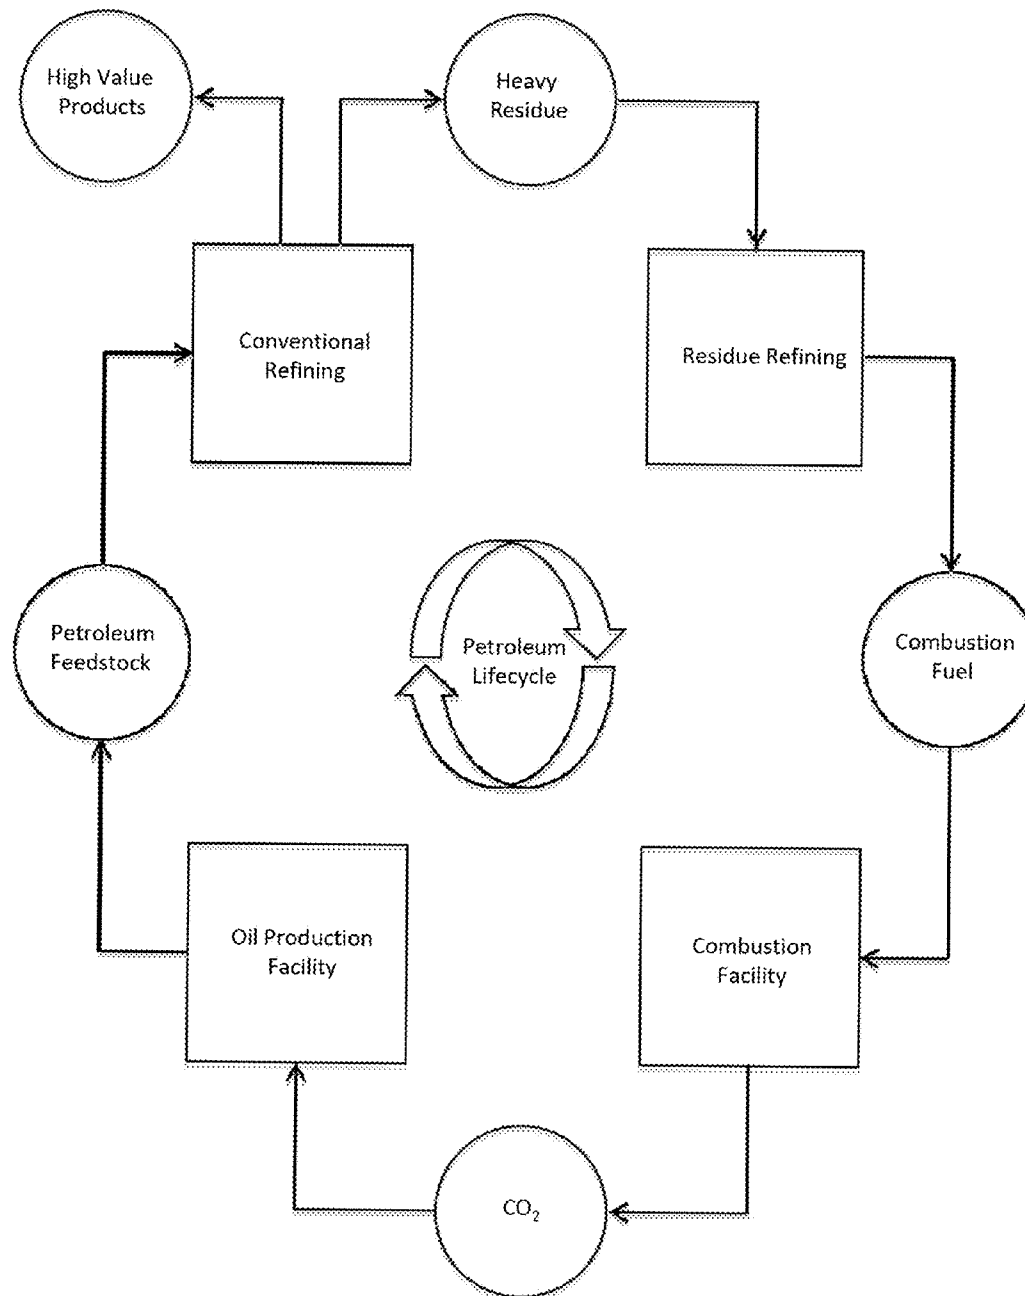 High Value
Products
Heavy
Residue
Conventional
Refining
Residue Refining
Petroleum
Feedstock
Petroleum
Lifecycle
Combustion
Fuel
Oil Production
Facility
Combustion
Facility
CO₂